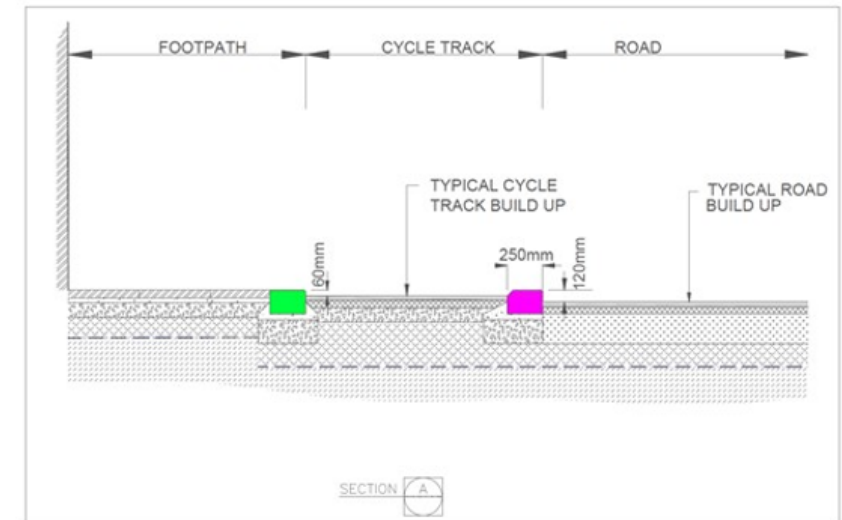 FOOTPATH CYCLE TRACK ROAD
TYPICAL CYCLE
TRACK BUILD UP
TYPICAL ROAD
BUILD UP
60mm
250mm
120mm
SECTION A